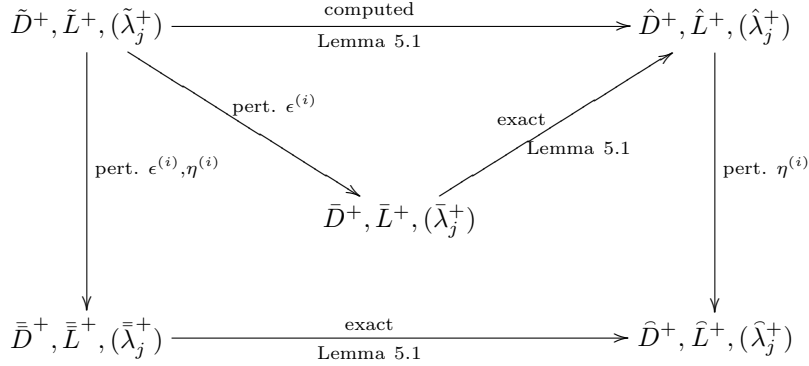 D̃⁺, L̃⁺, (λ̃ⱼ⁺) computed Lemma 5.1 D̂⁺, L̂⁺, (λ̂ⱼ⁺)
pert. ϵ⁽ⁱ⁾
exact
Lemma 5.1
pert. ϵ⁽ⁱ⁾,η⁽ⁱ⁾
pert. η⁽ⁱ⁾
D̄⁺, L̄⁺, (λ̄ⱼ⁺)
D̿⁺, L̿⁺, (λ̿ⱼ⁺) exact Lemma 5.1 D̑⁺, L̑⁺, (λ̑ⱼ⁺)